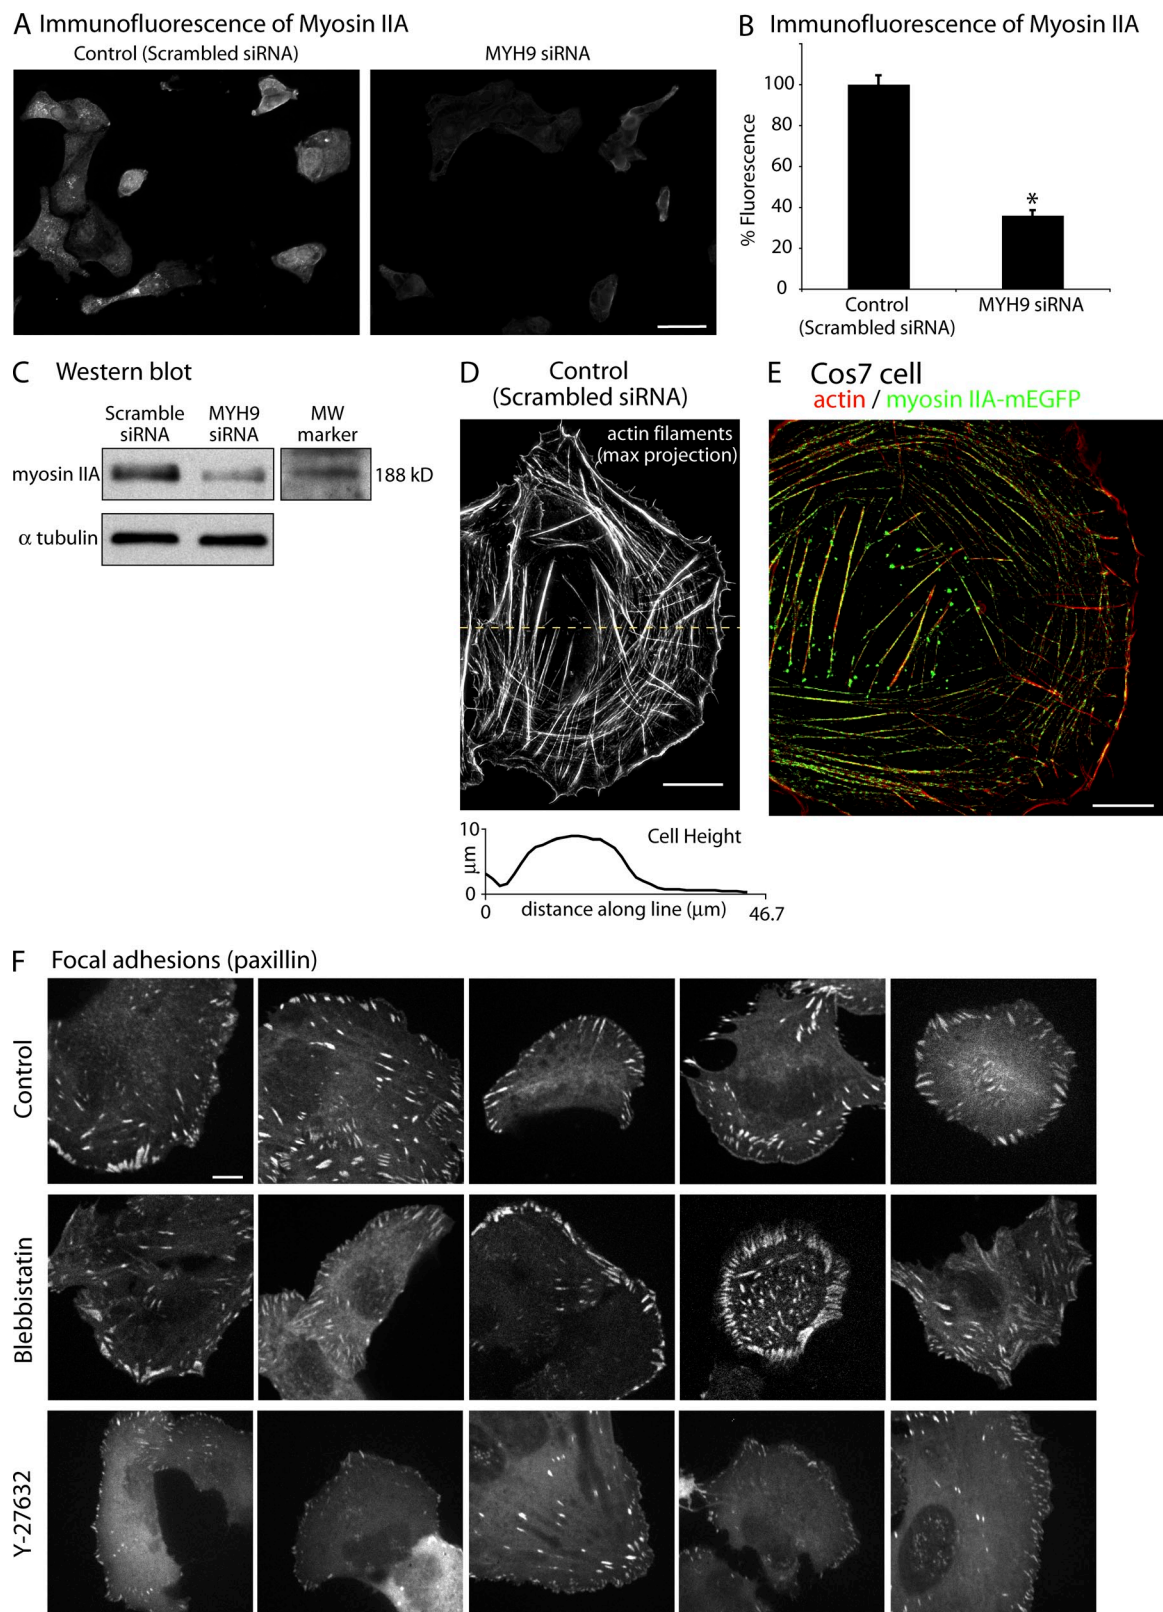 A Immunofluorescence of Myosin IIA
Control (Scrambled siRNA)
MYH9 siRNA
B Immunofluorescence of Myosin IIA
% Fluorescence
100
80
60
40
20
0
*
Control
(Scrambled siRNA)
MYH9 siRNA
C Western blot
Scramble
siRNA
MYH9
siRNA
MW
marker
myosin IIA
188 kD
α tubulin
D Control
(Scrambled siRNA)
actin filaments
(max projection)
10
μm
0
Cell Height
0
distance along line (μm)
46.7
E Cos7 cell
actin / myosin IIA-mEGFP
F Focal adhesions (paxillin)
Control
Blebbistatin
Y-27632